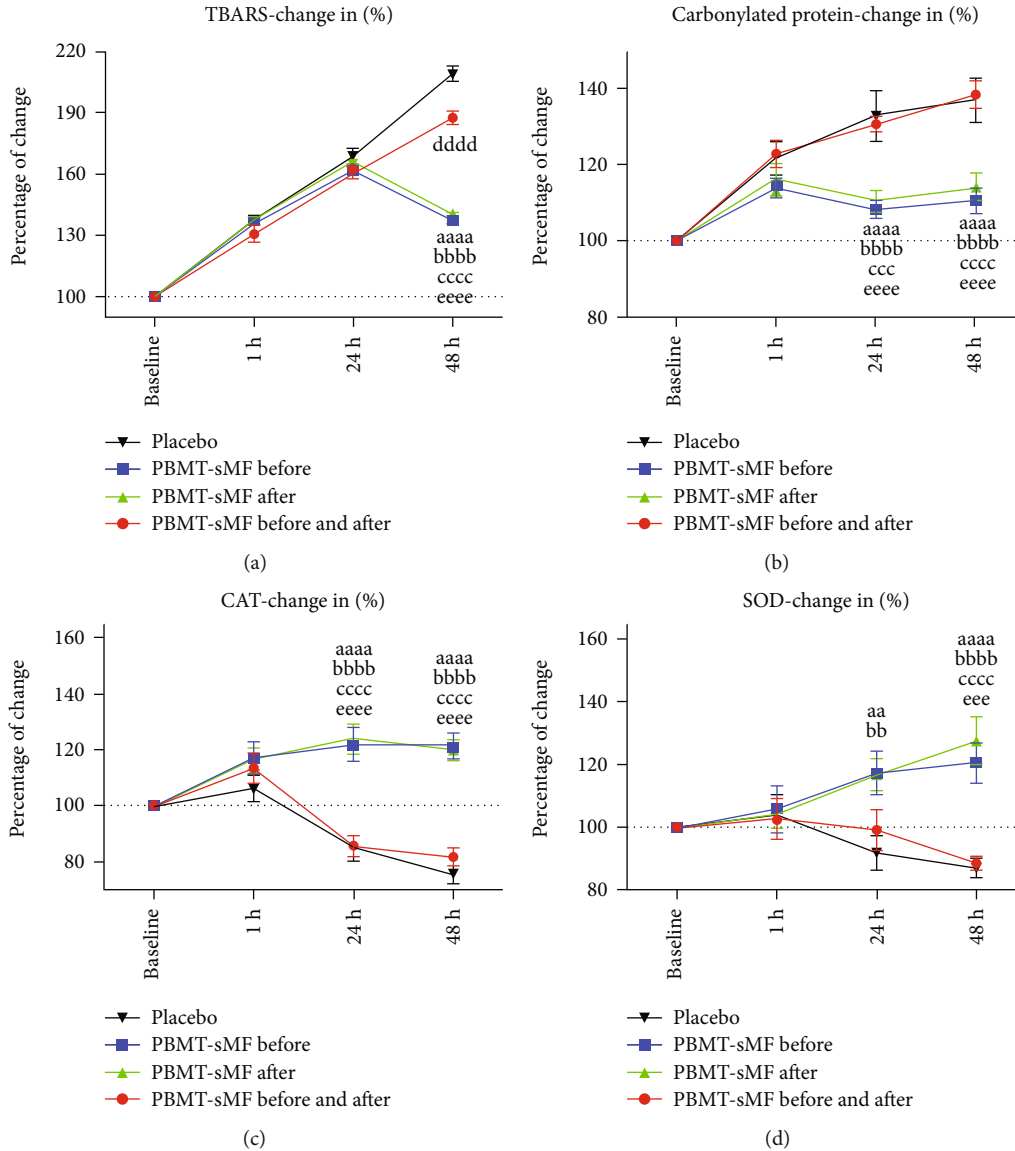 TBARS-change in (%)
Percentage of change
220
190
160
130
100
dddd
aaaa
bbbb
cccc
eeee
Baseline
1 h
24 h
48 h
Placebo
PBMT-sMF before
PBMT-sMF after
PBMT-sMF before and after
(a)
Carbonylated protein-change in (%)
Percentage of change
140
120
100
80
aaaa
bbbb
ccc
eeee
aaaa
bbbb
cccc
eeee
Baseline
1 h
24 h
48 h
Placebo
PBMT-sMF before
PBMT-sMF after
PBMT-sMF before and after
(b)
CAT-change in (%)
Percentage of change
160
140
120
100
80
aaaa
bbbb
cccc
eeee
aaaa
bbbb
cccc
eeee
Baseline
1 h
24 h
48 h
Placebo
PBMT-sMF before
PBMT-sMF after
PBMT-sMF before and after
(c)
SOD-change in (%)
Percentage of change
160
140
120
100
80
aa
bb
aaaa
bbbb
cccc
eee
Baseline
1 h
24 h
48 h
Placebo
PBMT-sMF before
PBMT-sMF after
PBMT-sMF before and after
(d)